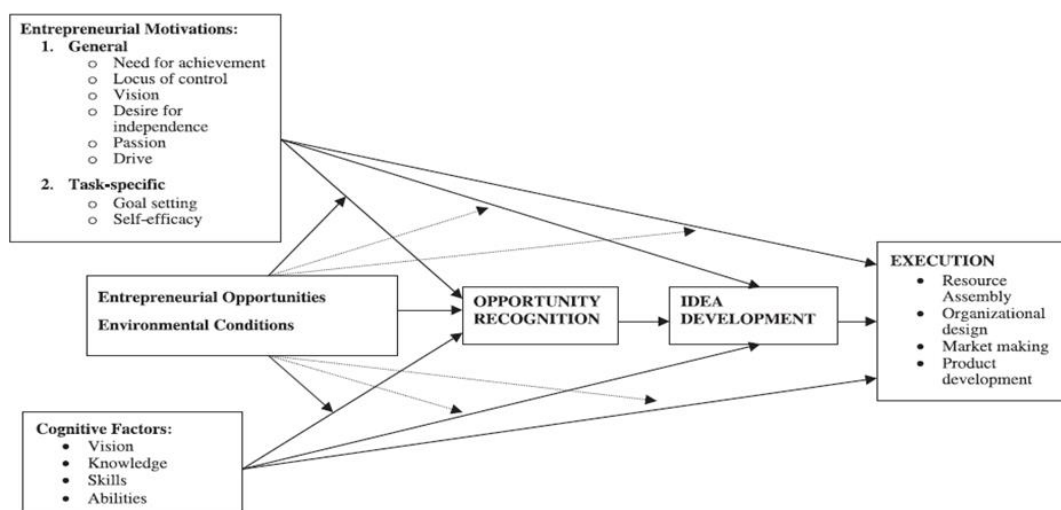 Entrepreneurial Motivations:
1. General
o Need for achievement
o Locus of control
o Vision
o Desire for
independence
o Passion
o Drive
2. Task-specific
o Goal setting
o Self-efficacy
Entrepreneurial Opportunities
Environmental Conditions
OPPORTUNITY
RECOGNITION
IDEA
DEVELOPMENT
EXECUTION
• Resource
Assembly
• Organizational
design
• Market making
• Product
development
Cognitive Factors:
• Vision
• Knowledge
• Skills
• Abilities